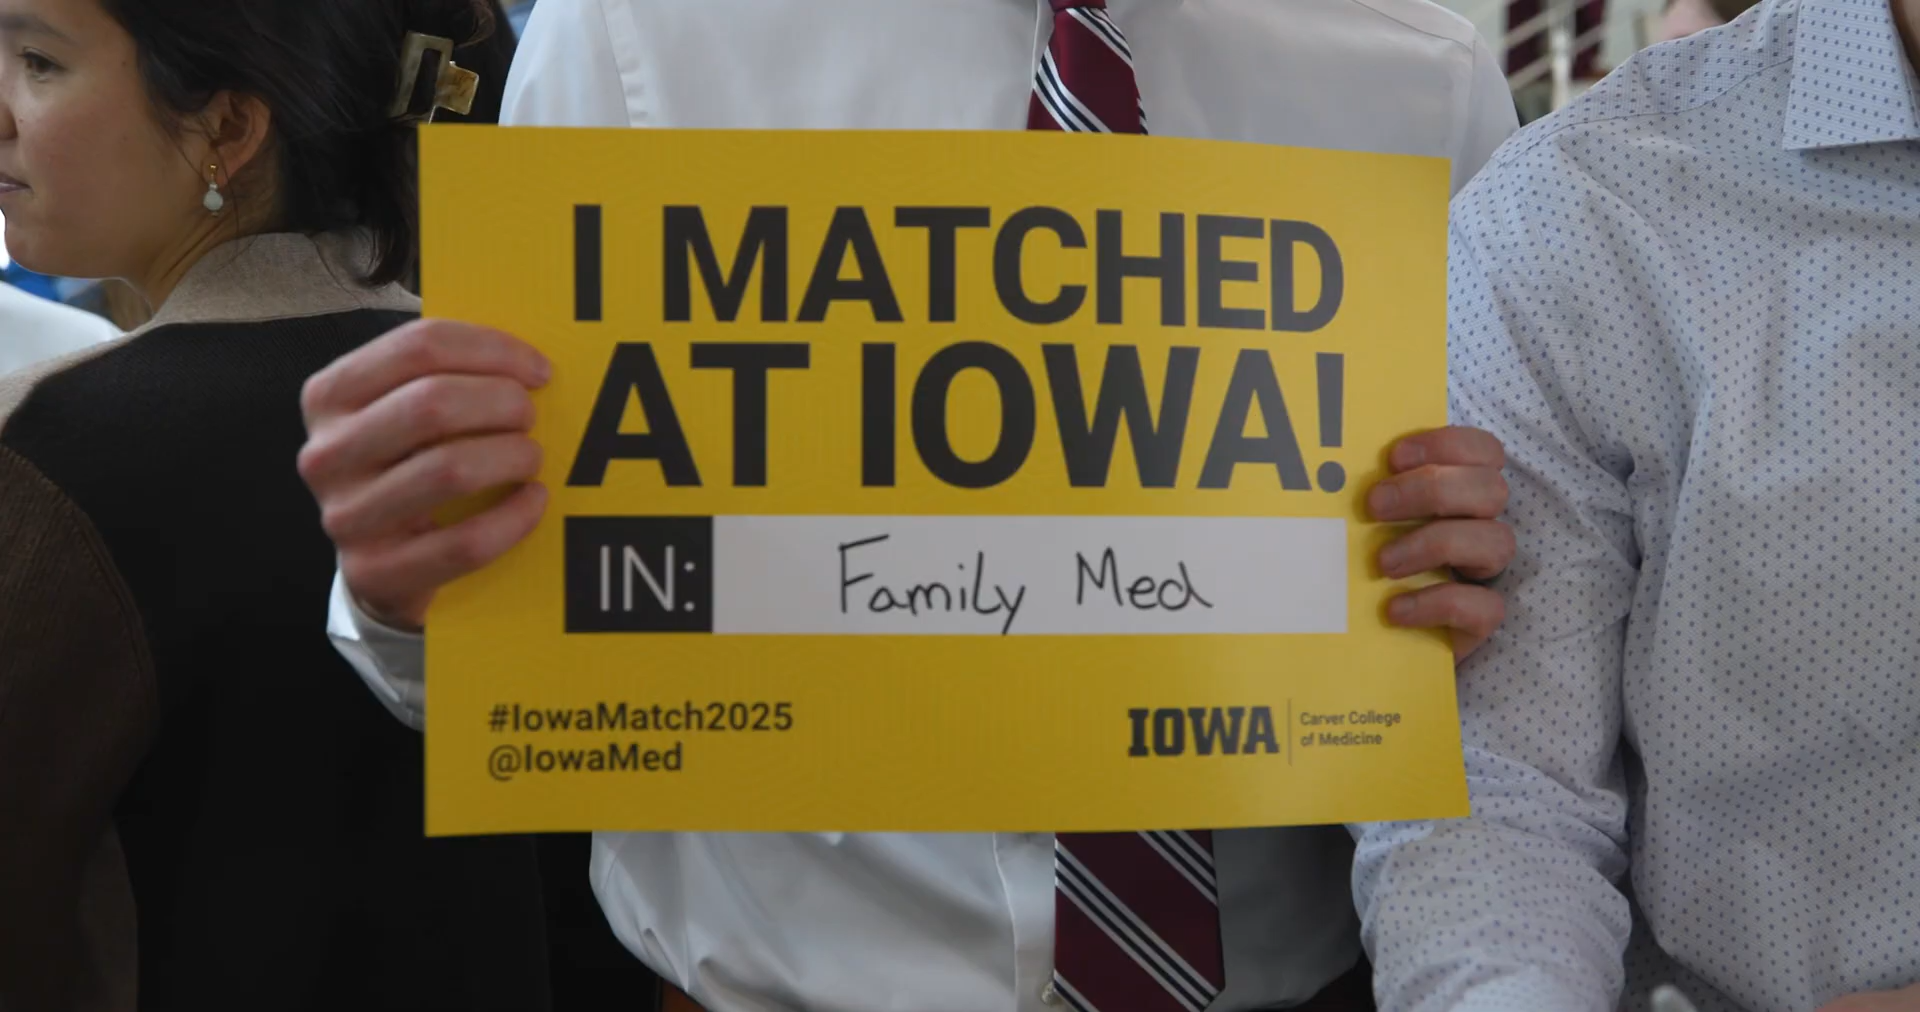 I MATCHED
AT IOWA!
IN: Family Med
#IowaMatch2025
@IowaMed
IOWA
Carver College
of Medicine